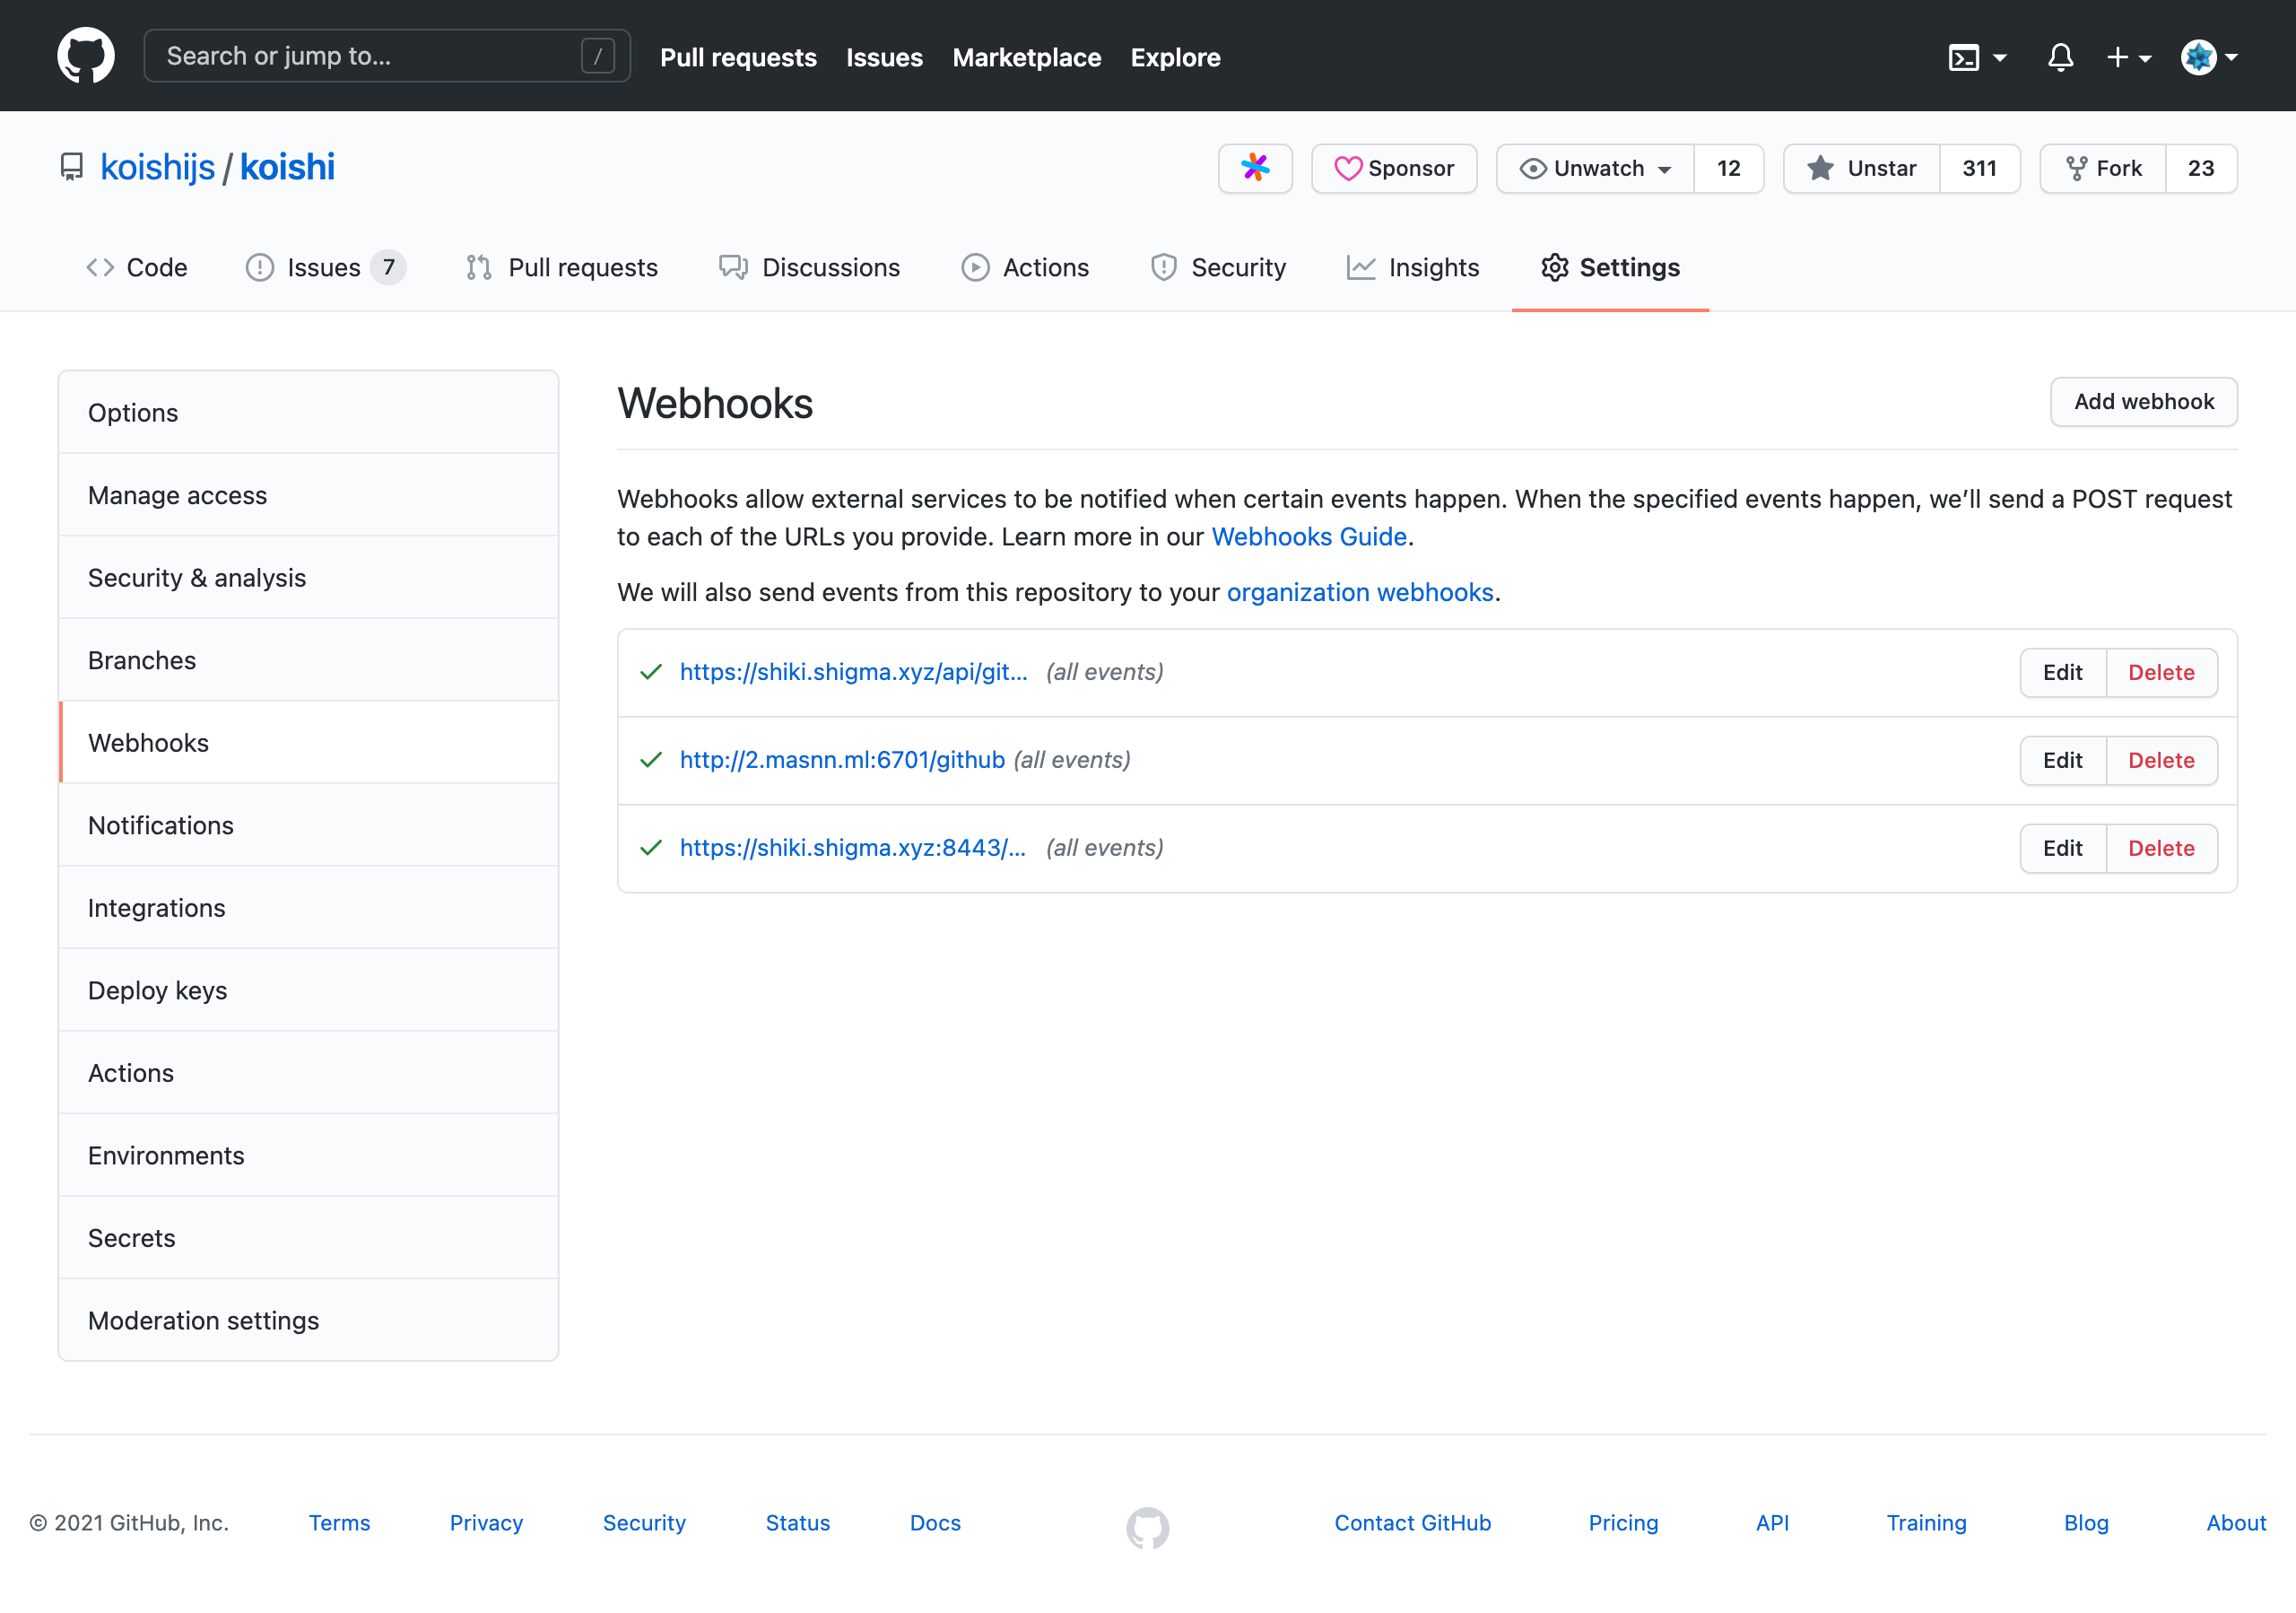 Search or jump to... /
Pull requests Issues Marketplace Explore
koishijs / koishi
Sponsor Unwatch 12 Unstar 311 Fork 23
Code Issues 7 Pull requests Discussions Actions Security Insights Settings
Options
Manage access
Security & analysis
Branches
Webhooks
Notifications
Integrations
Deploy keys
Actions
Environments
Secrets
Moderation settings
Webhooks
Add webhook
Webhooks allow external services to be notified when certain events happen. When the specified events happen, we’ll send a POST request
to each of the URLs you provide. Learn more in our Webhooks Guide.
We will also send events from this repository to your organization webhooks.
https://shiki.shigma.xyz/api/git... (all events) Edit Delete
http://2.masnn.ml:6701/github (all events) Edit Delete
https://shiki.shigma.xyz:8443/... (all events) Edit Delete
© 2021 GitHub, Inc. Terms Privacy Security Status Docs Contact GitHub Pricing API Training Blog About